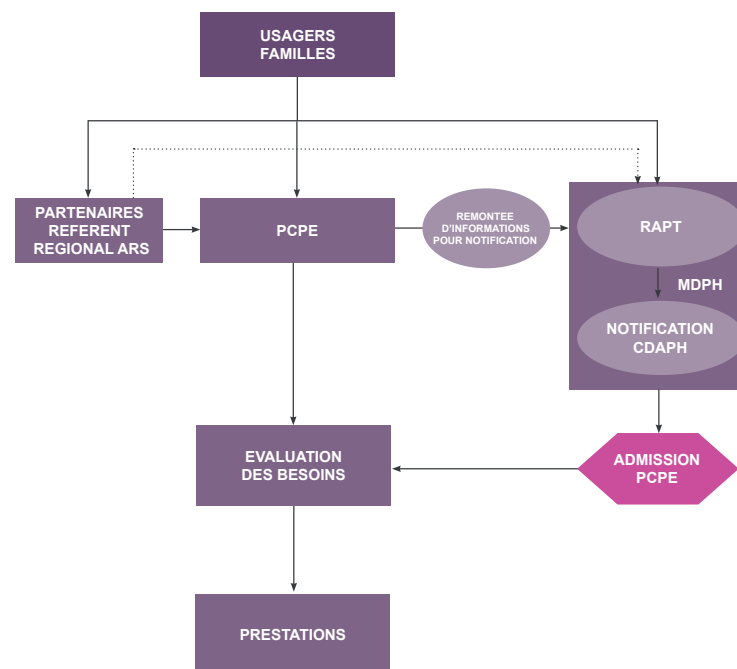 USAGERS
FAMILLES
PARTENAIRES
REFERENT
REGIONAL ARS
PCPE
REMONTEE
D'INFORMATIONS
POUR NOTIFICATION
RAPT
MDPH
NOTIFICATION
CDAPH
EVALUATION
DES BESOINS
ADMISSION
PCPE
PRESTATIONS